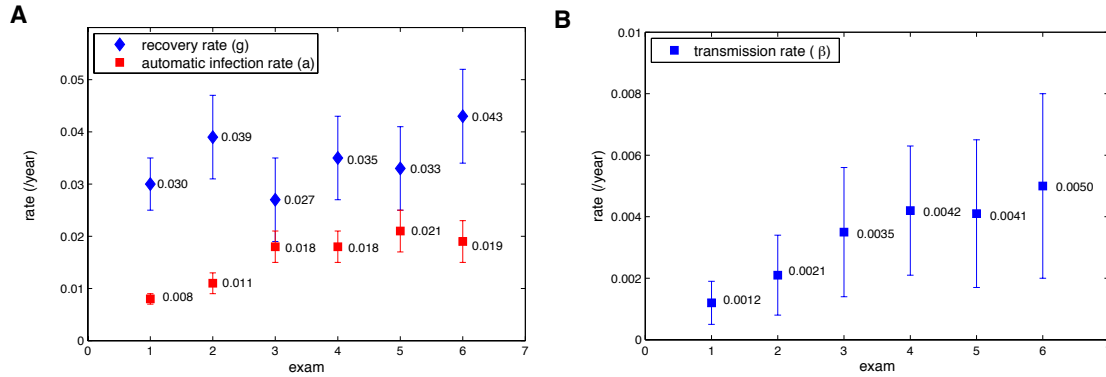 A
recovery rate (g)
automatic infection rate (a)
rate (/year)
0.05
0.04
0.03
0.02
0.01
0
0.030
0.039
0.027
0.035
0.033
0.043
0.008
0.011
0.018
0.018
0.021
0.019
0 1 2 3 4 5 6 7
exam
B
transmission rate ( β)
rate (/year)
0.01
0.008
0.006
0.004
0.002
0
0.0012
0.0021
0.0035
0.0042
0.0041
0.0050
0 1 2 3 4 5 6
exam